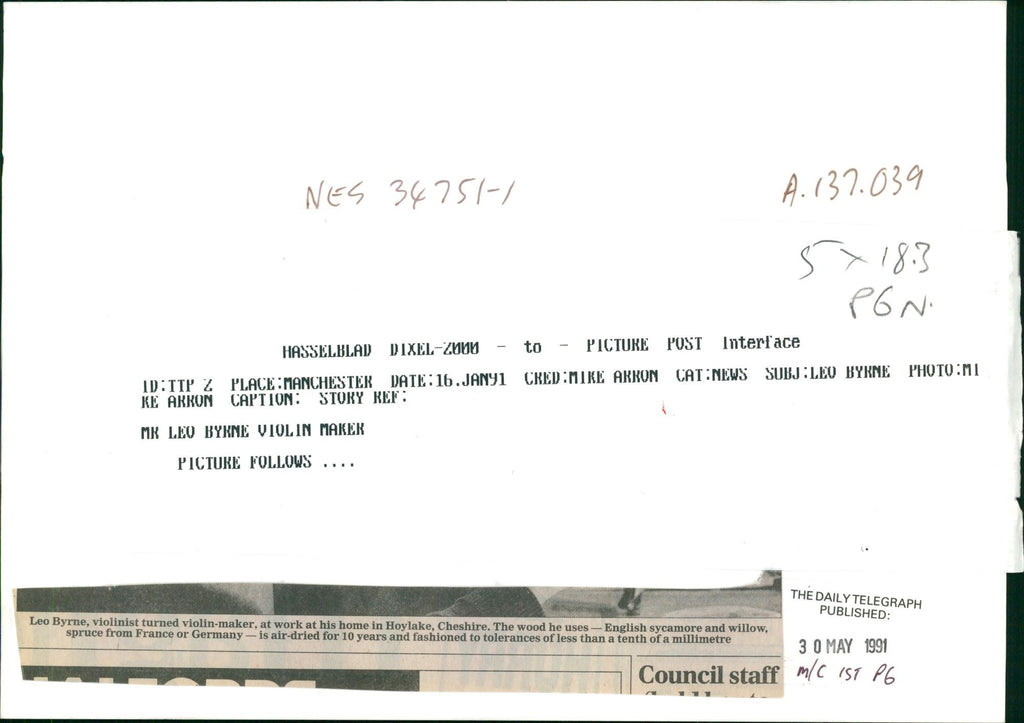 NES 34751-1
A.137.039
5 x 18.3
PGN.
HASSELBLAD DIXEL-2000 - to - PICTURE POST Interface
ID:TTP 2 PLACE:MANCHESTER DATE:16.JAN91 CRED:MIKE ARRON CAT:NEWS SUBJ:LEO BYRNE PHOTO:MI
KE ARRON CAPTION: STORY REF:
MR LEO BYRNE VIOLIN MAKER
PICTURE FOLLOWS ....
Leo Byrne, violinist turned violin-maker, at work at his home in Hoylake, Cheshire. The wood he uses — English sycamore and willow,
spruce from France or Germany — is air-dried for 10 years and fashioned to tolerances of less than a tenth of a millimetre
Council staff
THE DAILY TELEGRAPH
PUBLISHED:
30 MAY 1991
M/C 1ST PG